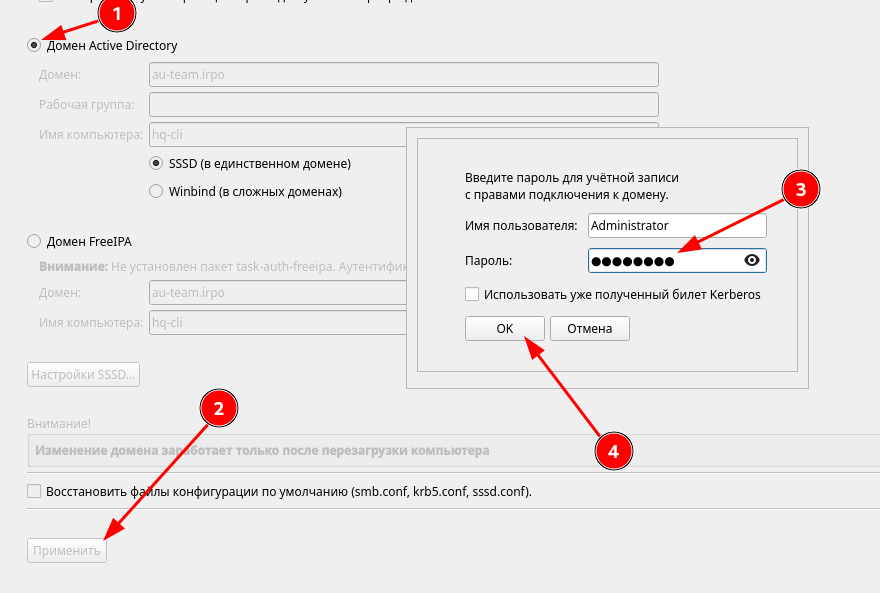 1
Домен Active Directory
Домен: au-team.irpo
Рабочая группа:
Имя компьютера: hq-cli
SSSD (в единственном домене)
Winbind (в сложных доменах)
Введите пароль для учётной записи
с правами подключения к домену.
3
Имя пользователя: Administrator
Пароль: ●●●●●●●●
Использовать уже полученный билет Kerberos
OK Отмена
Домен FreeIPA
Внимание: Не установлен пакет task-auth-freeipa.
Домен: au-team.irpo
Имя компьютера: hq-cli
Настройки SSSD...
2
4
Внимание!
Изменение домена заработает только после перезагрузки компьютера
Восстановить файлы конфигурации по умолчанию (smb.conf, krb5.conf, sssd.conf).
Применить